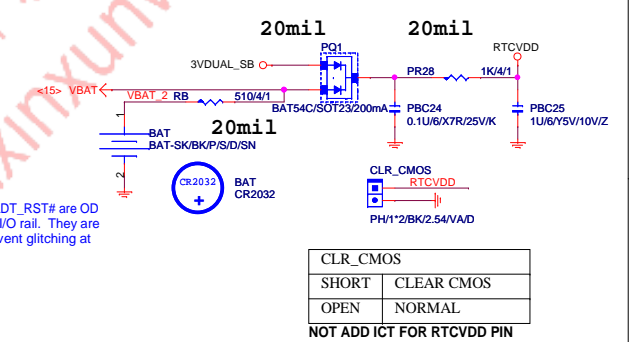 20mil
20mil
PQ1
RTCVDD
3VDUAL_SB
PR28
1K/4/1
<15> VBAT
VBAT_2
RB
510/4/1
BAT54C/SOT23/200mA
PBC24
0.1U/6/X7R/25V/K
PBC25
1U/6/Y5V/10V/Z
20mil
1
BAT
BAT-SK/BK/P/S/D/SN
2
CR2032
+
BAT
CR2032
CLR_CMOS
RTCVDD
PH/1*2/BK/2.54/VA/D
DT_RST# are OD
I/O rail. They are
vent glitching at
CLR_CMOS
SHORT CLEAR CMOS
OPEN NORMAL
NOT ADD ICT FOR RTCVDD PIN